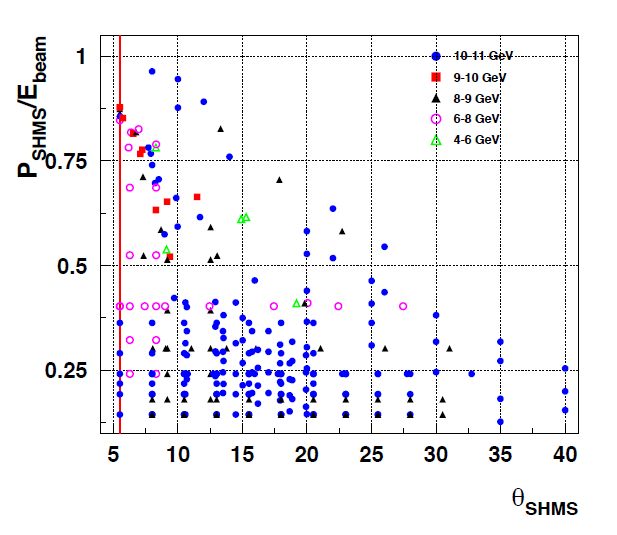 P_SHMS/E_beam
1
0.75
0.5
0.25
10-11 GeV
9-10 GeV
8-9 GeV
6-8 GeV
4-6 GeV
5 10 15 20 25 30 35 40
θ_SHMS